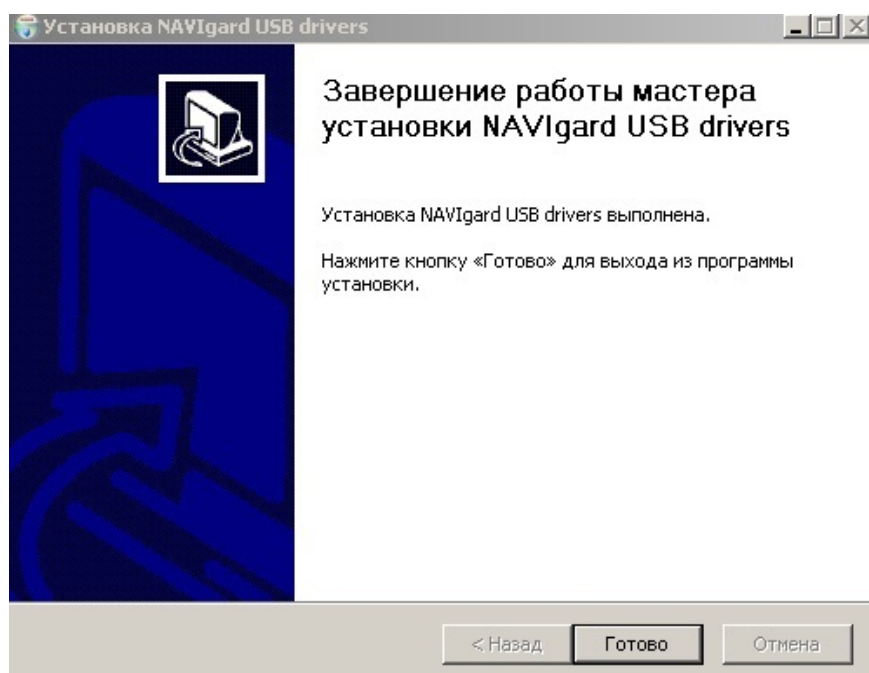 Установка NAVIgard USB drivers
Завершение работы мастера
установки NAVIgard USB drivers
Установка NAVIgard USB drivers выполнена.
Нажмите кнопку «Готово» для выхода из программы
установки.
< Назад Готово Отмена